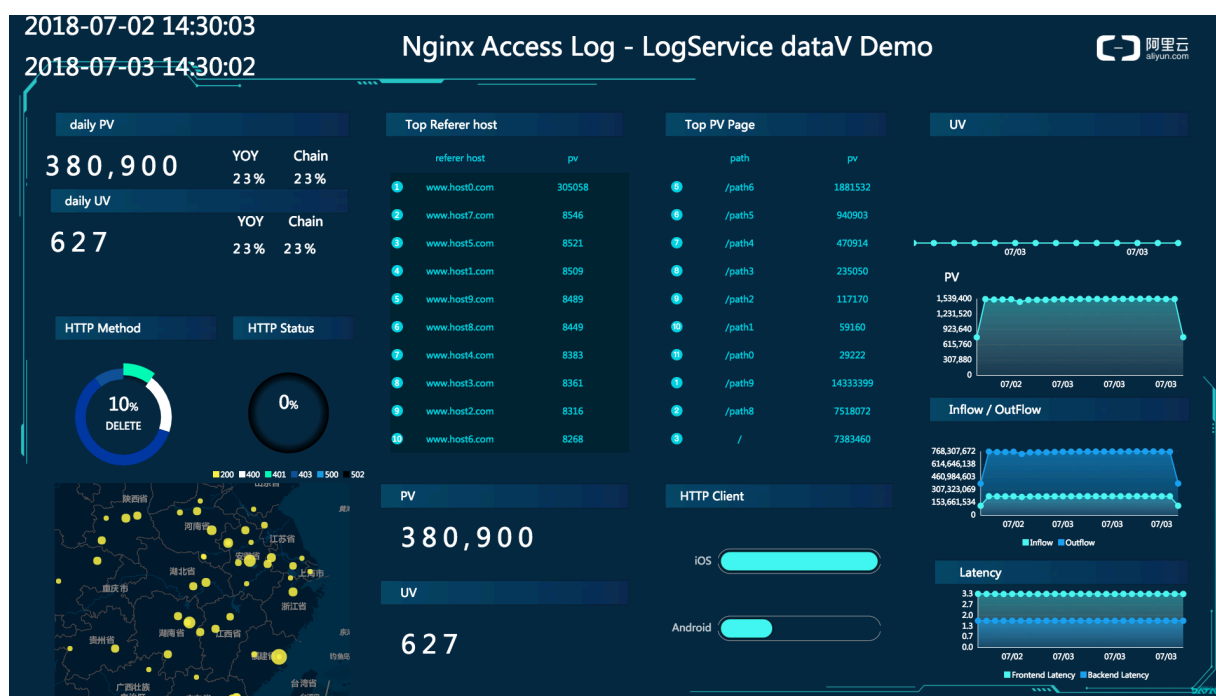 2018-07-02 14:30:03
2018-07-03 14:30:02
Nginx Access Log - LogService dataV Demo
阿里云
aliyun.com
daily PV
380,900
YOY Chain
23% 23%
daily UV
627
YOY Chain
23% 23%
HTTP Method
10%
DELETE
HTTP Status
0%
200 400 401 403 500 502
陕西省
河南省
江苏省
安徽省
湖北省
上海市
重庆市
浙江省
贵州省
湖南省
江西省
福建省
钓鱼岛
台湾省
广西壮族
Top Referer host
referer host pv
1 www.host0.com 305058
2 www.host7.com 8546
3 www.host5.com 8521
4 www.host1.com 8509
5 www.host9.com 8489
6 www.host8.com 8449
7 www.host4.com 8383
8 www.host3.com 8361
9 www.host2.com 8316
10 www.host6.com 8268
PV
380,900
UV
627
Top PV Page
path pv
5 /path6 1881532
6 /path5 940903
7 /path4 470914
8 /path3 235050
9 /path2 117170
10 /path1 59160
11 /path0 29222
1 /path9 14333399
2 /path8 7518072
3 / 7383460
HTTP Client
iOS
Android
UV
07/03 07/03
PV
1,539,400
1,231,520
923,640
615,760
307,880
0
07/02 07/03 07/03 07/03
Inflow / OutFlow
768,307,672
614,646,138
460,984,603
307,323,069
153,661,534
0
07/02 07/03 07/03 07/03
Inflow Outflow
Latency
3.3
2.7
2.0
1.3
0.7
0.0
07/02 07/03 07/03 07/03
Frontend Latency Backend Latency